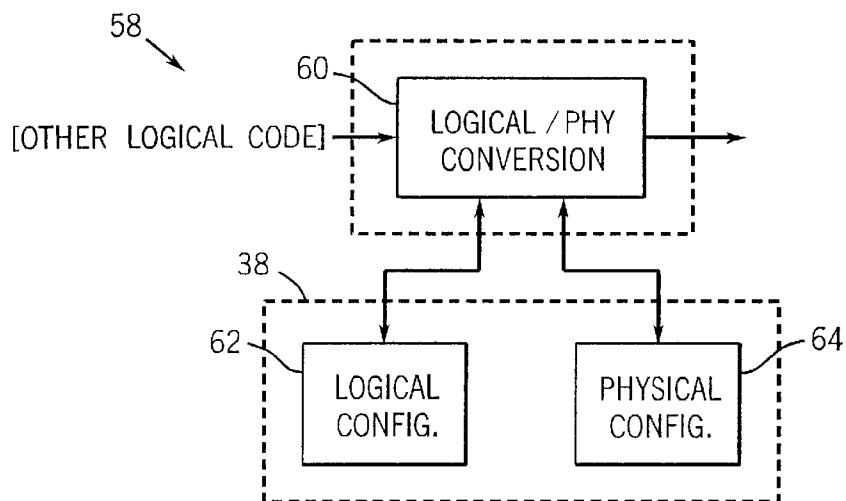 58
60
[OTHER LOGICAL CODE]
LOGICAL / PHY
CONVERSION
38
62
LOGICAL
CONFIG.
PHYSICAL
CONFIG.
64